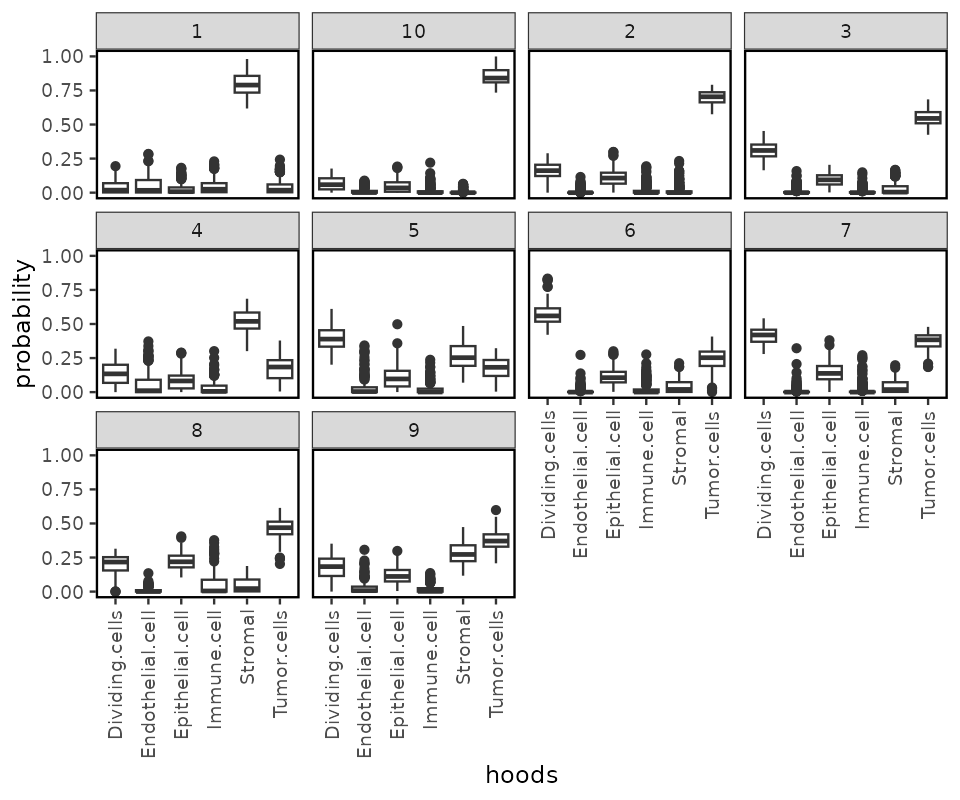 1 10 2 3
1.00
0.75
0.50
0.25
0.00
4 5 6 7
1.00
0.75
0.50
0.25
0.00
probability
Dividing.cells Endothelial.cell Epithelial.cell Immune.cell Stromal Tumor.cells Dividing.cells Endothelial.cell Epithelial.cell Immune.cell Stromal Tumor.cells
8 9
1.00
0.75
0.50
0.25
0.00
Dividing.cells Endothelial.cell Epithelial.cell Immune.cell Stromal Tumor.cells Dividing.cells Endothelial.cell Epithelial.cell Immune.cell Stromal Tumor.cells
hoods